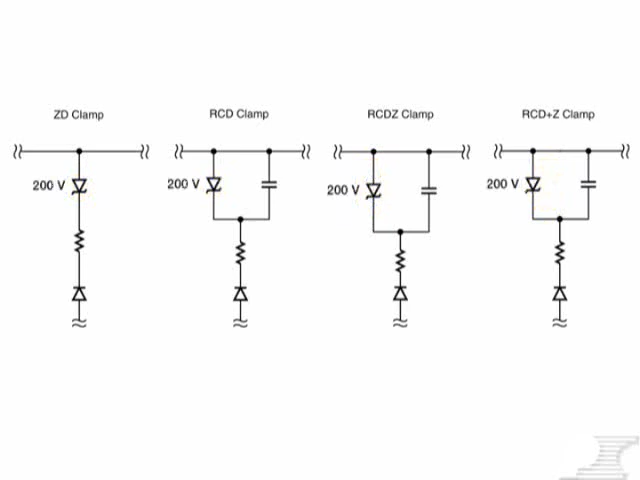 ZD Clamp
RCD Clamp
RCDZ Clamp
RCD+Z Clamp
200 V
200 V
200 V
200 V